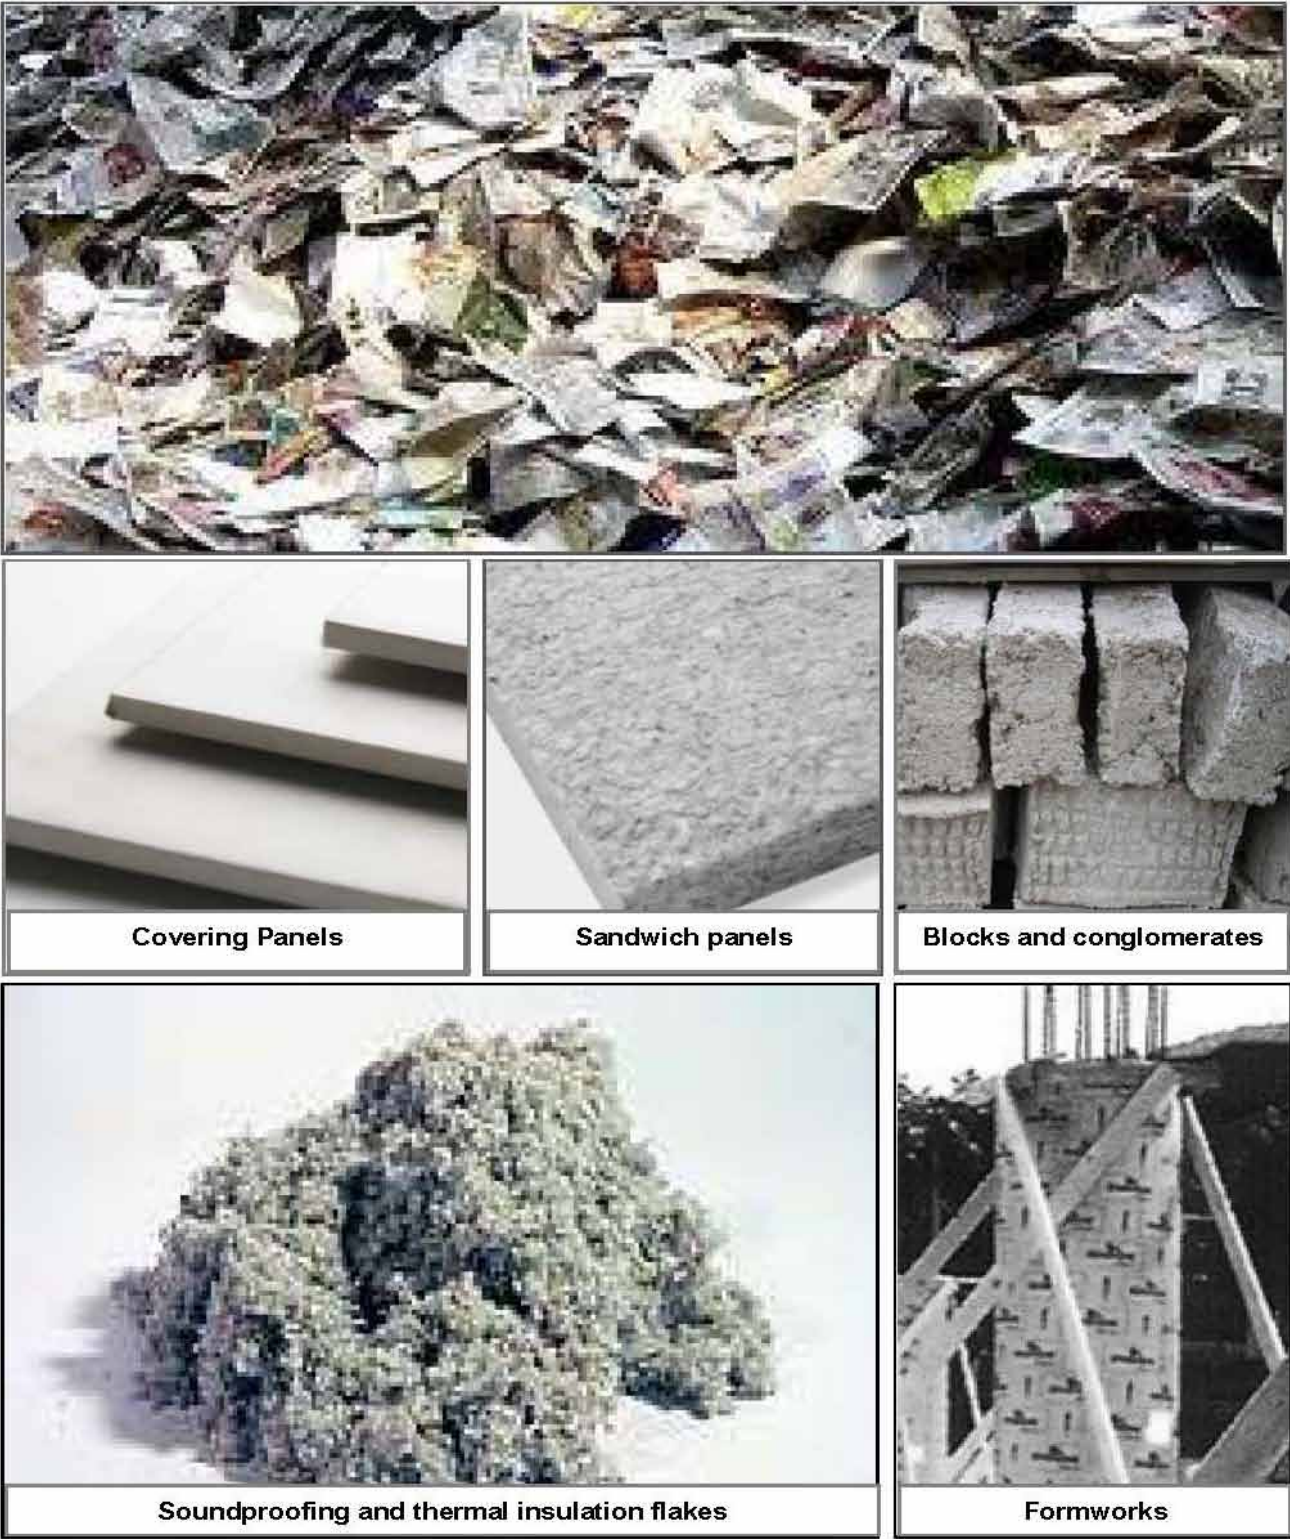 Covering Panels
Sandwich panels
Blocks and conglomerates
Soundproofing and thermal insulation flakes
Formworks